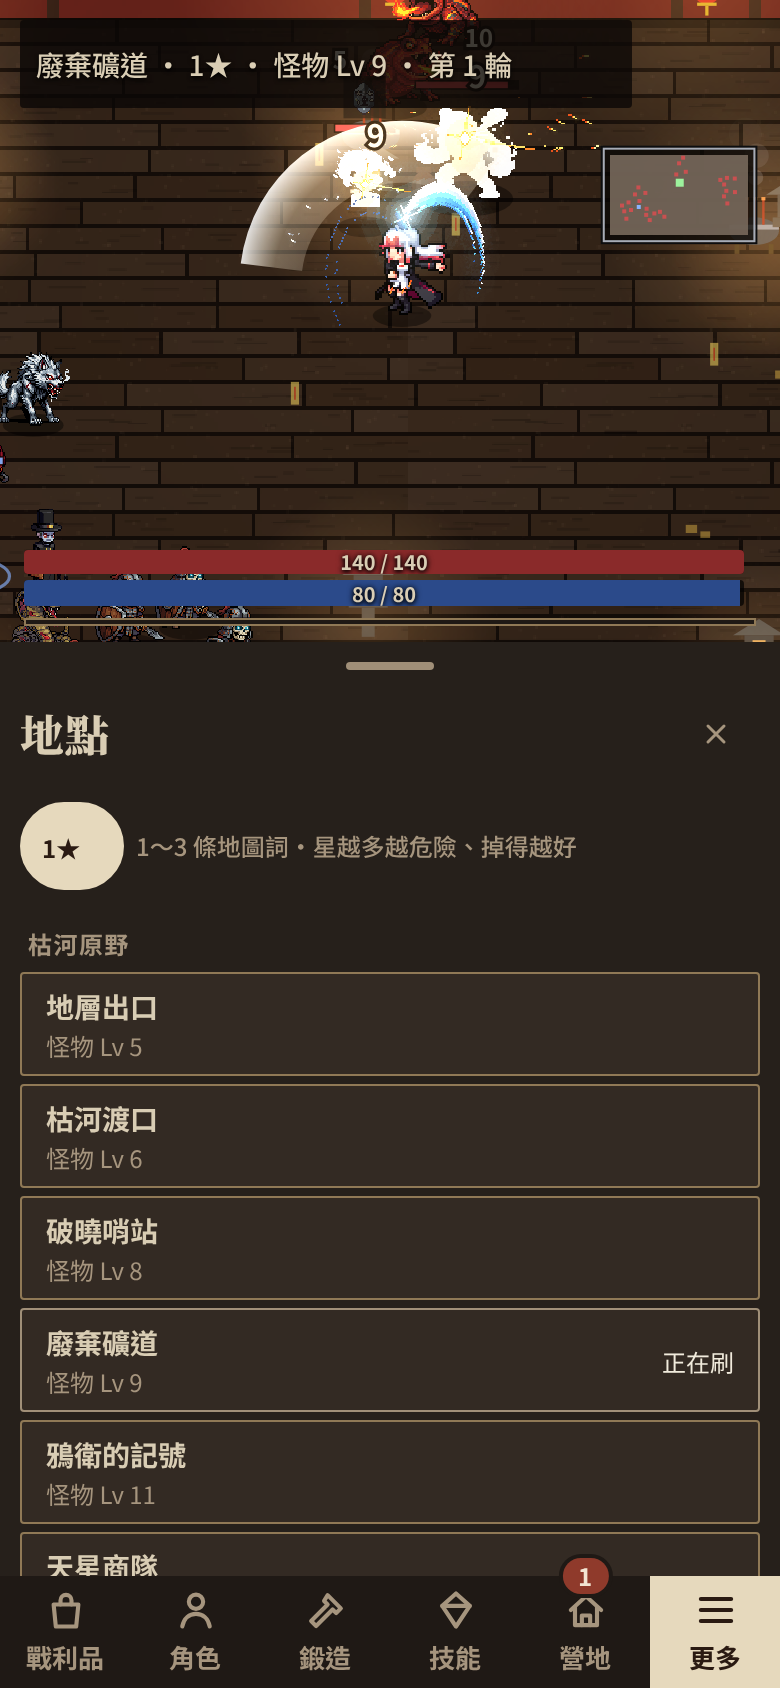 10
廢棄礦道 • 1★ • 怪物 Lv 9 • 第 1 輪
9
9
140 / 140
80 / 80
地點
1★
1～3 條地圖詞・星越多越危險、掉得越好
枯河原野
地層出口
怪物 Lv 5
枯河渡口
怪物 Lv 6
破曉哨站
怪物 Lv 8
廢棄礦道
怪物 Lv 9
正在刷
鴉衛的記號
怪物 Lv 11
天星商隊
1
戰利品
角色
鍛造
技能
營地
更多